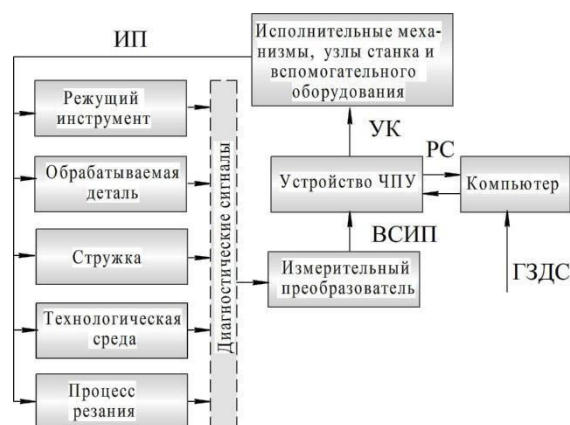 ИП
Исполнительные меха-
низмы, узлы станка и
вспомогательного
оборудования
Режущий
инструмент
УК
РС
Обрабатываемая
деталь
Устройство ЧПУ
Компьютер
Диагностические сигналы
ВСИП
Стружка
Измерительный
преобразователь
ГЗДС
Технологическая
среда
Процесс
резания